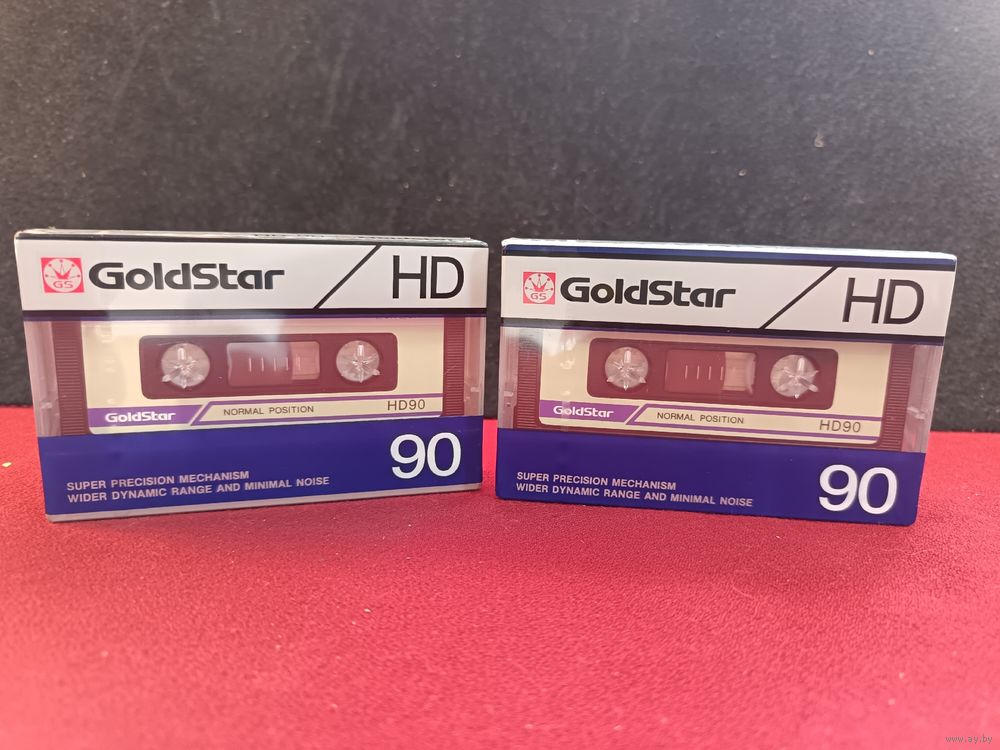 GS GoldStar HD
GoldStar NORMAL POSITION HD90
90
SUPER PRECISION MECHANISM
WIDER DYNAMIC RANGE AND MINIMAL NOISE
GS GoldStar HD
GoldStar NORMAL POSITION HD90
90
SUPER PRECISION MECHANISM
WIDER DYNAMIC RANGE AND MINIMAL NOISE
www.ay.by